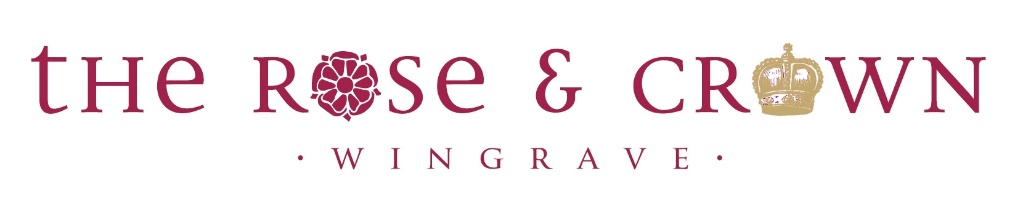 the Rose & Crown
· WINGRAVE ·